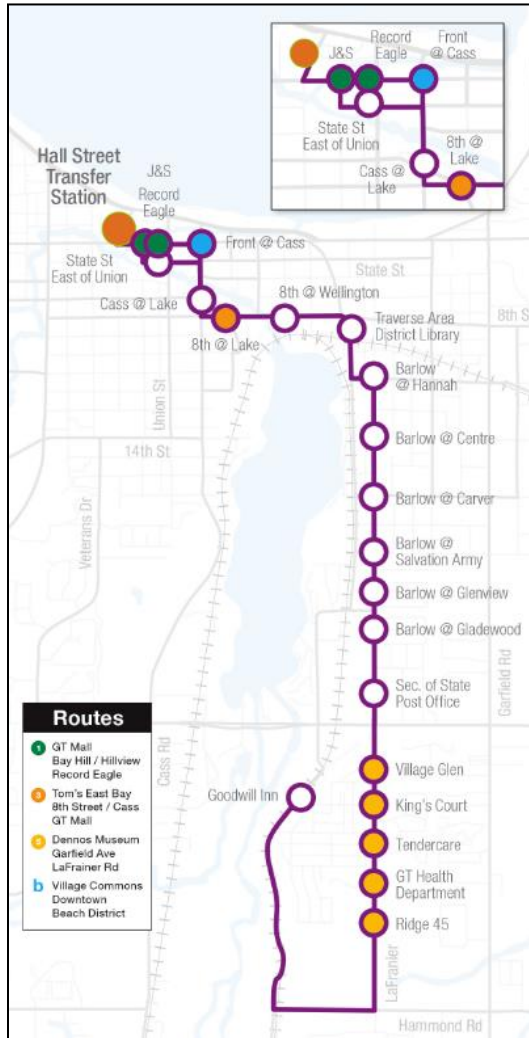 J&S
Record
Eagle
Front
@ Cass
State St
East of Union
Cass @
Lake
8th @
Lake
Hall Street
Transfer
Station
J&S
Record
Eagle
State St
East of Union
Front @ Cass
Cass @ Lake
8th @ Lake
8th @ Wellington
State St
8th St
Traverse Area
District Library
Barlow
@ Hannah
Union St
14th St
Veterans Dr
Barlow @ Centre
Barlow @ Carver
Barlow @
Salvation Army
Barlow @ Glenview
Barlow @ Gladewood
Garfield Rd
Sec. of State
Post Office
Cass Rd
Village Glen
Goodwill Inn
King's Court
Tendercare
GT Health
Department
Ridge 45
LaFranier
Hammond Rd
Routes
1 GT Mall
Bay Hill / Hillview
Record Eagle
3 Tom's East Bay
8th Street / Cass
GT Mall
5 Dennos Museum
Garfield Ave
LaFrainer Rd
b Village Commons
Downtown
Beach District